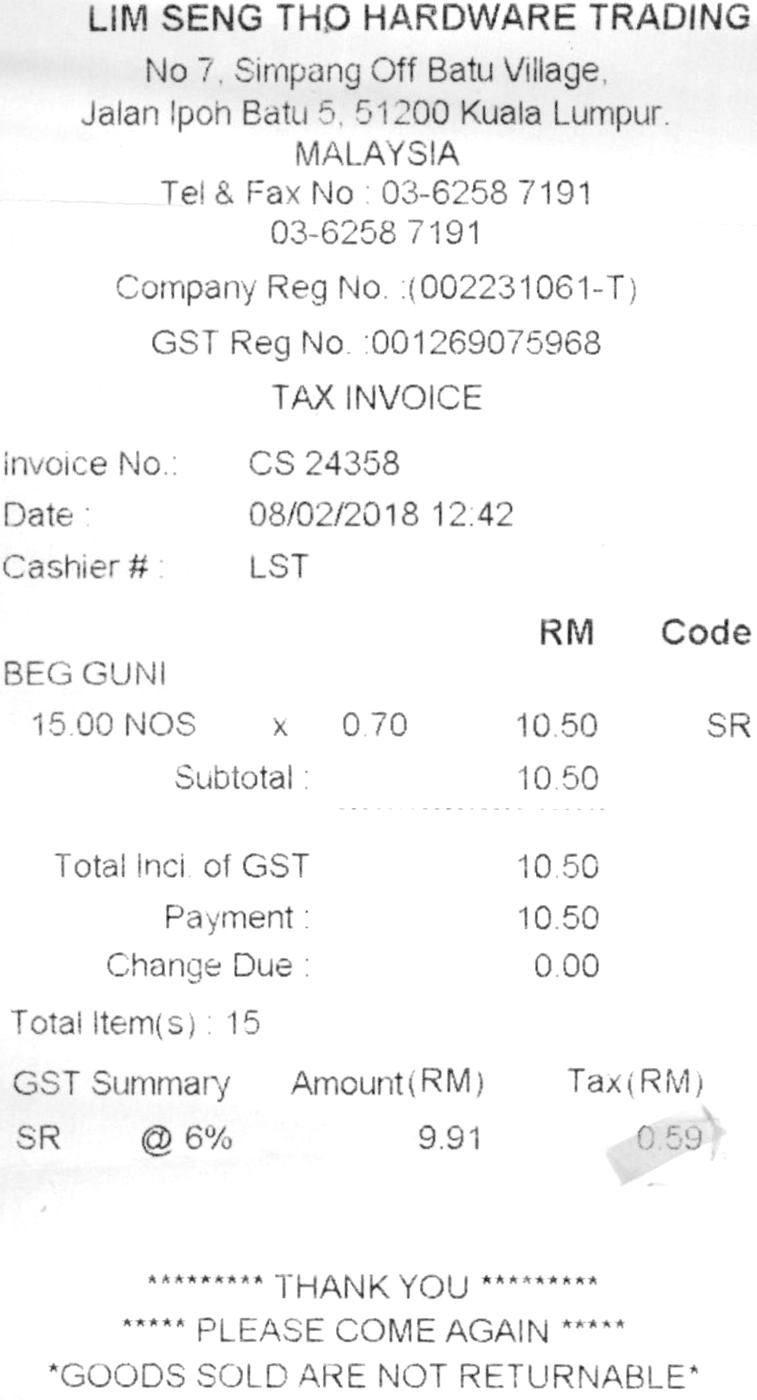 LIM SENG THO HARDWARE TRADING
No 7, Simpang Off Batu Village,
Jalan Ipoh Batu 5, 51200 Kuala Lumpur.
MALAYSIA
Tel & Fax No : 03-6258 7191
03-6258 7191
Company Reg No. :(002231061-T)
GST Reg No. :001269075968
TAX INVOICE
Invoice No.: CS 24358
Date : 08/02/2018 12:42
Cashier # : LST
RM Code
BEG GUNI
15.00 NOS x 0.70 10.50 SR
Subtotal : 10.50
Total Incl. of GST 10.50
Payment : 10.50
Change Due : 0.00
Total Item(s) : 15
GST Summary Amount(RM) Tax(RM)
SR @ 6% 9.91 0.59
********* THANK YOU *********
***** PLEASE COME AGAIN *****
*GOODS SOLD ARE NOT RETURNABLE*